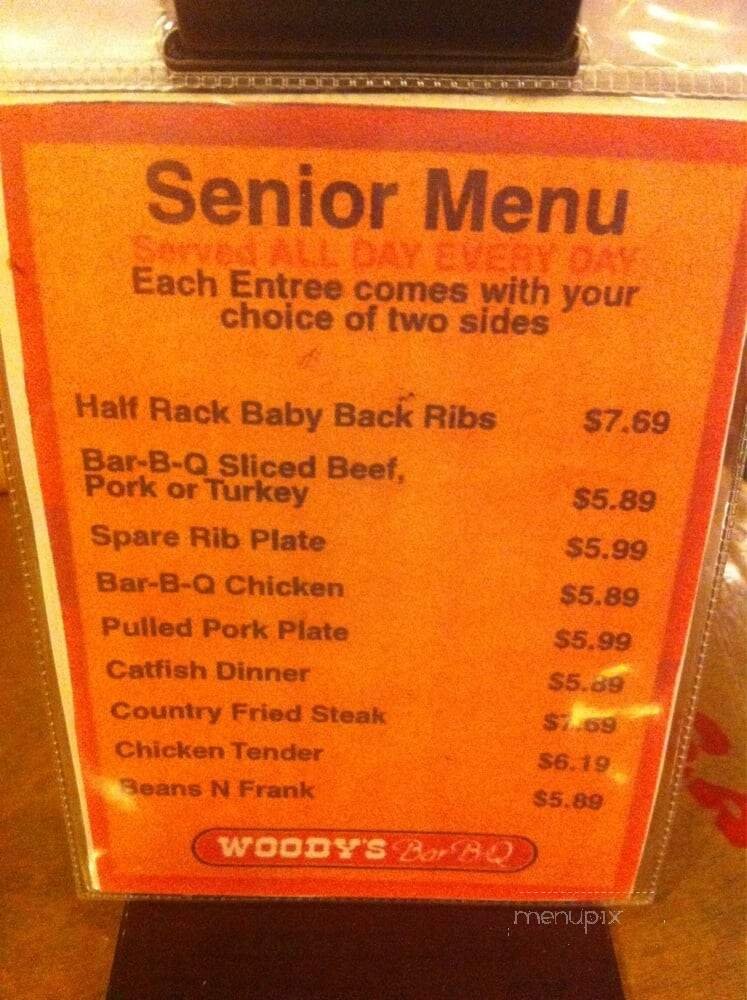 Senior Menu
Served ALL DAY EVERY DAY
Each Entree comes with your
choice of two sides
Half Rack Baby Back Ribs $7.69
Bar-B-Q Sliced Beef,
Pork or Turkey $5.89
Spare Rib Plate $5.99
Bar-B-Q Chicken $5.89
Pulled Pork Plate $5.99
Catfish Dinner $5.89
Country Fried Steak $7.69
Chicken Tender $6.19
Beans N Frank $5.89
WOODY'S Bar-B-Q
menupix